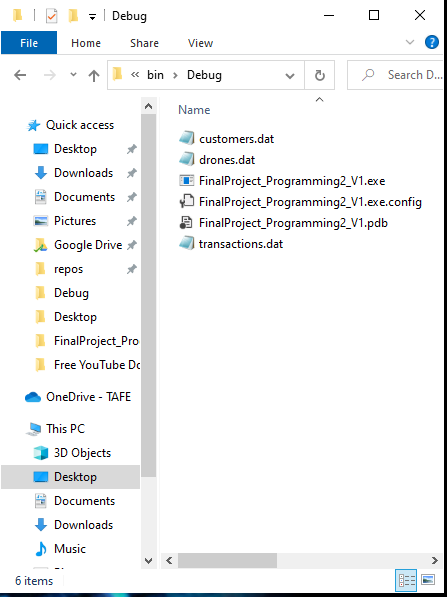 Debug
File
Home
Share
View
bin
Debug
Search D...
Name
customers.dat
drones.dat
FinalProject_Programming2_V1.exe
FinalProject_Programming2_V1.exe.config
FinalProject_Programming2_V1.pdb
transactions.dat
Quick access
Desktop
Downloads
Documents
Pictures
Google Drive
repos
Debug
Desktop
FinalProject_Pro
Free YouTube Do
OneDrive - TAFE
This PC
3D Objects
Desktop
Documents
Downloads
Music
6 items